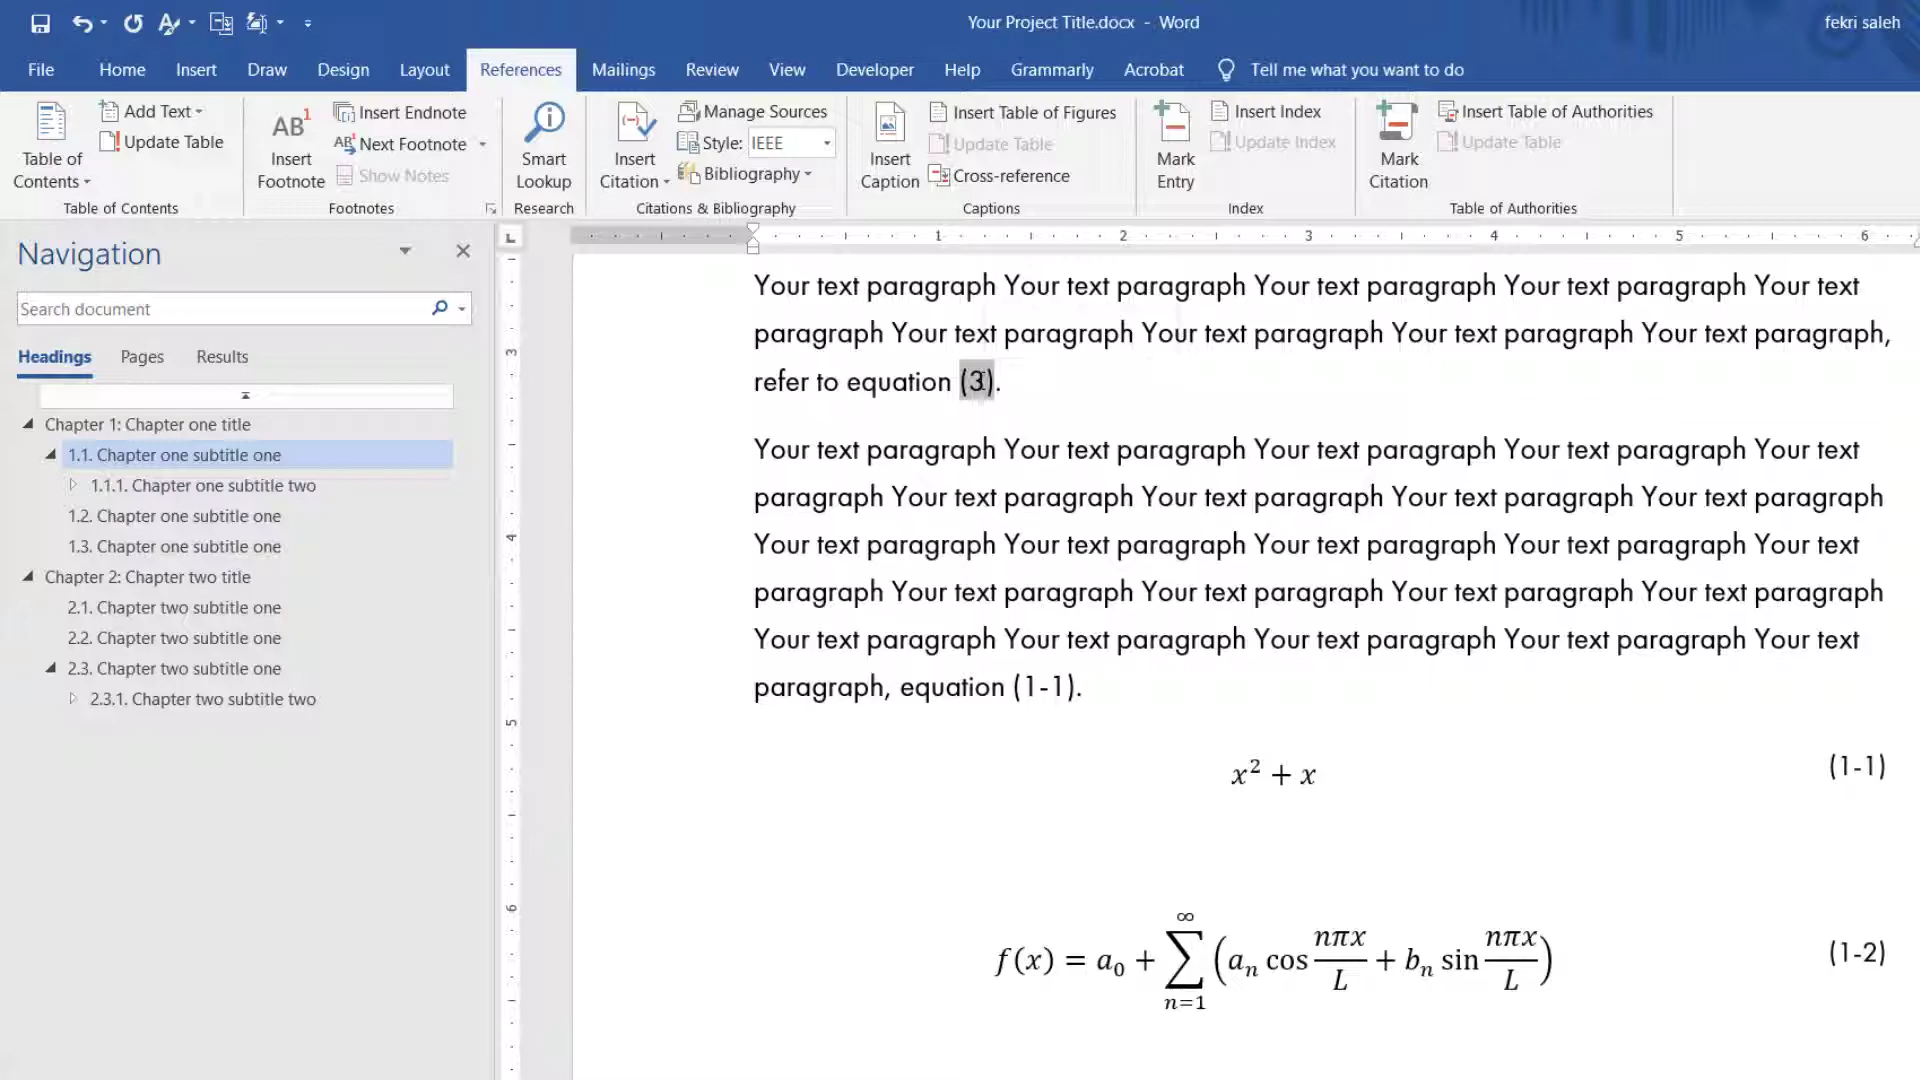 Your Project Title.docx - Word
fekri saleh
File Home Insert Draw Design Layout References Mailings Review View Developer Help Grammarly Acrobat Tell me what you want to do
Table of Contents
Add Text
Update Table
Table of Contents
AB1 Insert Footnote
Insert Endnote
AB1 Next Footnote
Show Notes
Footnotes
Smart Lookup
Research
Insert Citation
Manage Sources
Style: IEEE
Bibliography
Citations & Bibliography
Insert Caption
Insert Table of Figures
Update Table
Cross-reference
Captions
Mark Entry
Insert Index
Update Index
Index
Mark Citation
Insert Table of Authorities
Update Table
Table of Authorities
Navigation
Search document
Headings Pages Results
Chapter 1: Chapter one title
1.1. Chapter one subtitle one
1.1.1. Chapter one subtitle two
1.2. Chapter one subtitle one
1.3. Chapter one subtitle one
Chapter 2: Chapter two title
2.1. Chapter two subtitle one
2.2. Chapter two subtitle one
2.3. Chapter two subtitle one
2.3.1. Chapter two subtitle two
L
1 2 3 4 5 6
3
4
5
6
Your text paragraph Your text paragraph Your text paragraph Your text paragraph Your text
paragraph Your text paragraph Your text paragraph Your text paragraph Your text paragraph,
refer to equation (3).
Your text paragraph Your text paragraph Your text paragraph Your text paragraph Your text
paragraph Your text paragraph Your text paragraph Your text paragraph Your text paragraph
Your text paragraph Your text paragraph Your text paragraph Your text paragraph Your text
paragraph Your text paragraph Your text paragraph Your text paragraph Your text paragraph
Your text paragraph Your text paragraph Your text paragraph Your text paragraph Your text
paragraph, equation (1-1).
x² + x (1-1)
f(x) = a₀ + ∑_{n=1}^{∞} (aₙ cos nπx/L + bₙ sin nπx/L) (1-2)